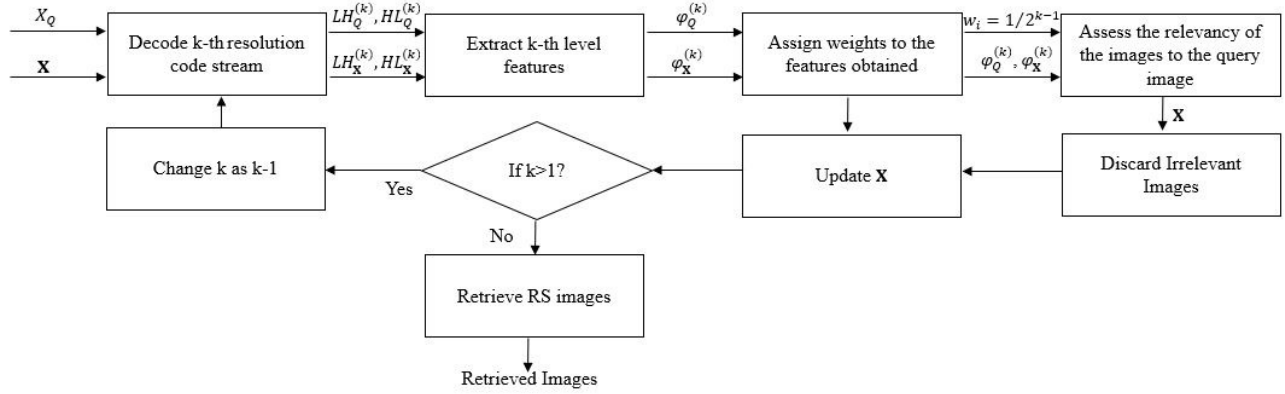 X_Q
X
Decode k-th resolution
code stream
LH_Q^(k), HL_Q^(k)
LH_X^(k), HL_X^(k)
Extract k-th level
features
φ_Q^(k)
φ_X^(k)
Assign weights to the
features obtained
w_i = 1/2^(k-1)
φ_Q^(k), φ_X^(k)
Assess the relevancy of
the images to the query
image
X
Change k as k-1
Yes
If k>1?
Update X
Discard Irrelevant
Images
No
Retrieve RS images
Retrieved Images